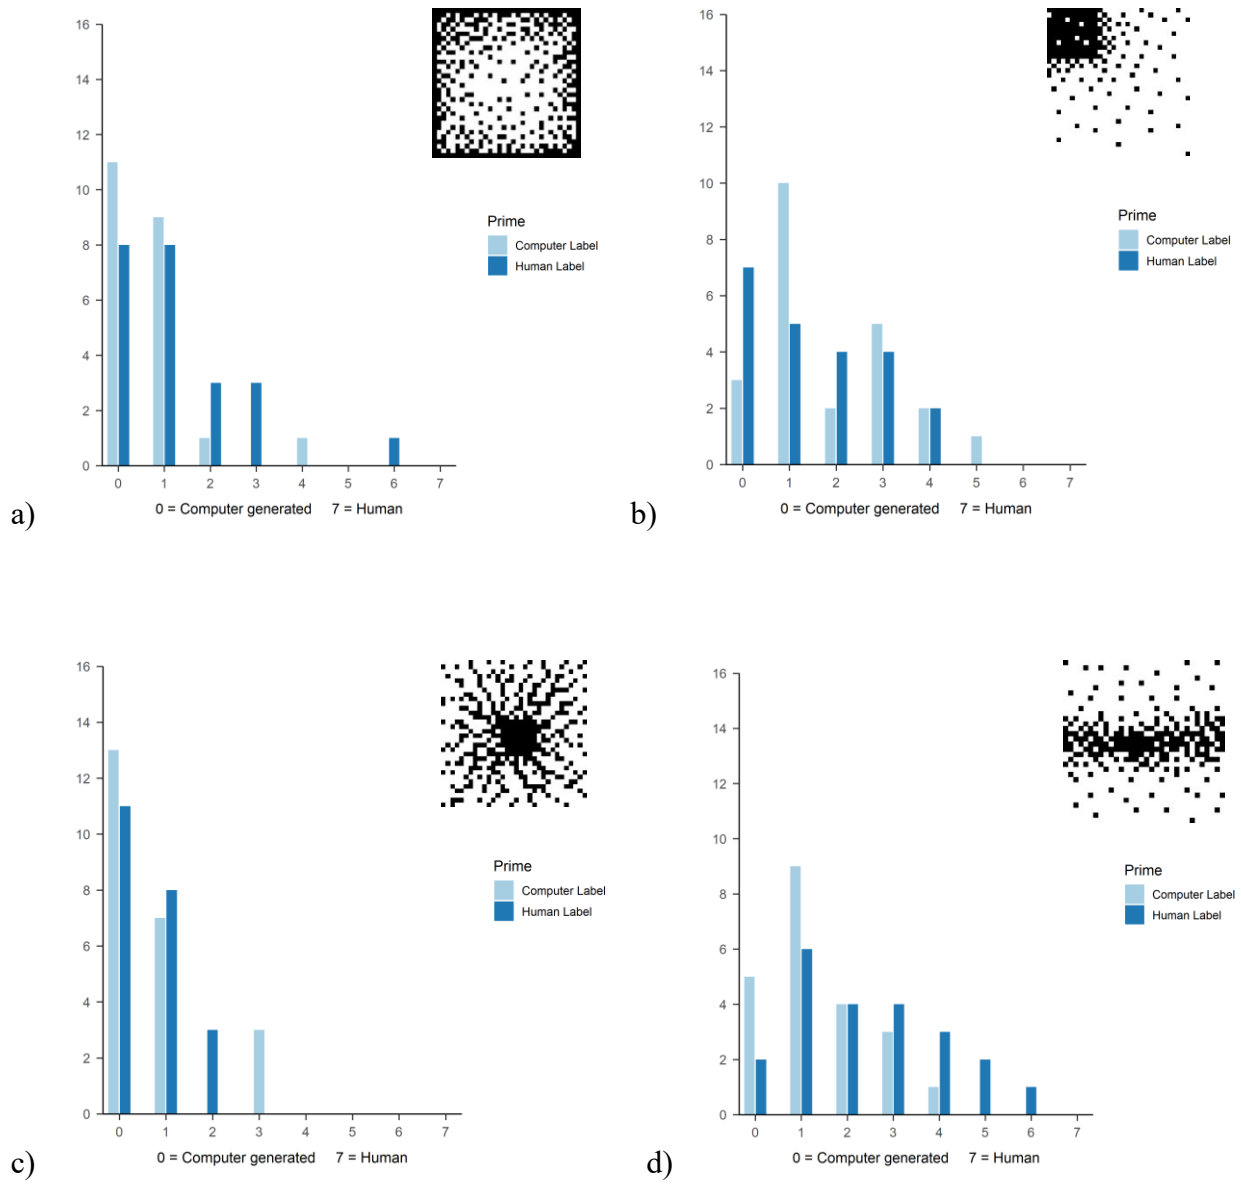 16
14
12
10
8
6
4
2
0
0 1 2 3 4 5 6 7
0 = Computer generated 7 = Human
Prime
Computer Label
Human Label
a)
16
14
12
10
8
6
4
2
0
0 1 2 3 4 5 6 7
0 = Computer generated 7 = Human
Prime
Computer Label
Human Label
b)
16
14
12
10
8
6
4
2
0
0 1 2 3 4 5 6 7
0 = Computer generated 7 = Human
Prime
Computer Label
Human Label
c)
16
14
12
10
8
6
4
2
0
0 1 2 3 4 5 6 7
0 = Computer generated 7 = Human
Prime
Computer Label
Human Label
d)